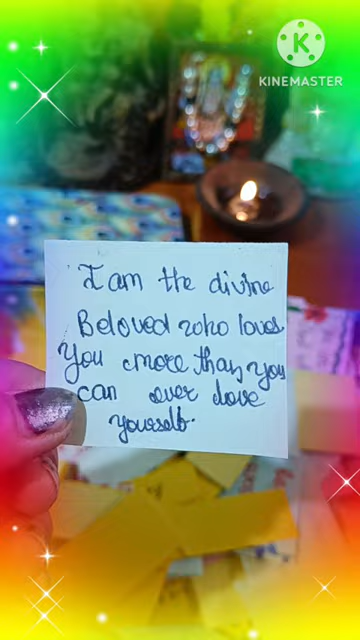 KINEMASTER
I am the divine
Beloved who loves
You more than you
can ever love
yourself.